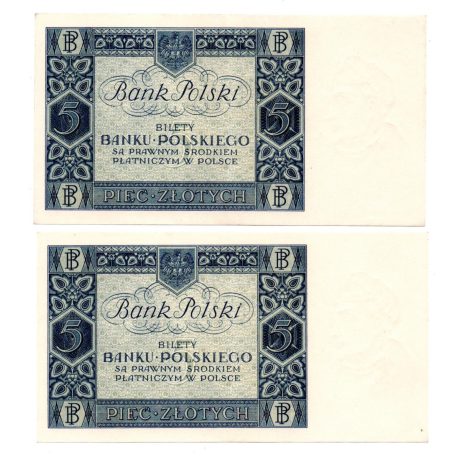 BP BP
Bank Polski
5 5
BILETY
BANKU·POLSKIEGO
SĄ PRAWNYM ŚRODKIEM
PŁATNICZYM W POLSCE
BP PIĘĆ·ZŁOTYCH BP
BP BP
Bank Polski
5 5
BILETY
BANKU·POLSKIEGO
SĄ PRAWNYM ŚRODKIEM
PŁATNICZYM W POLSCE
BP PIĘĆ·ZŁOTYCH BP